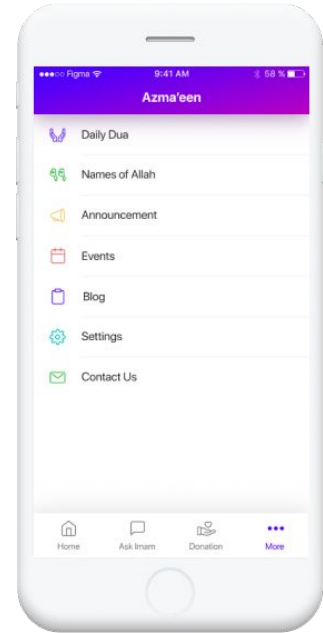 Figma 9:41 AM 58 %
Azma'een
Daily Dua
Names of Allah
Announcement
Events
Blog
Settings
Contact Us
Home Ask Imam Donation More